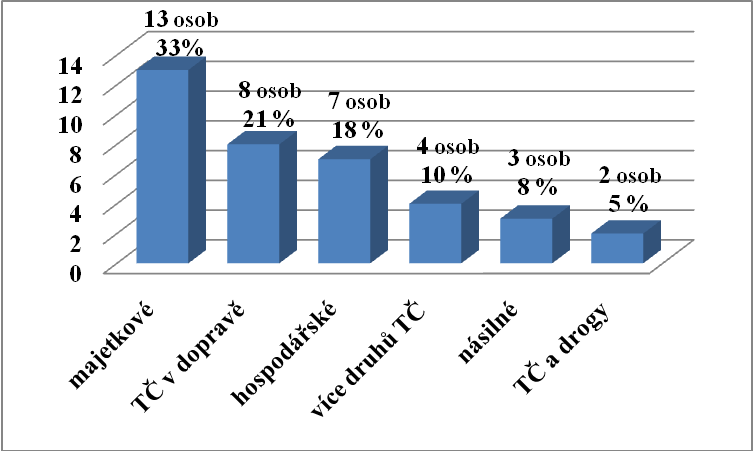 13 osob
33%
8 osob
21 %
7 osob
18 %
4 osob
10 %
3 osob
8 %
2 osob
5 %
14
12
10
8
6
4
2
0
majetkové
TČ v dopravě
hospodářské
více druhů TČ
násilné
TČ a drogy